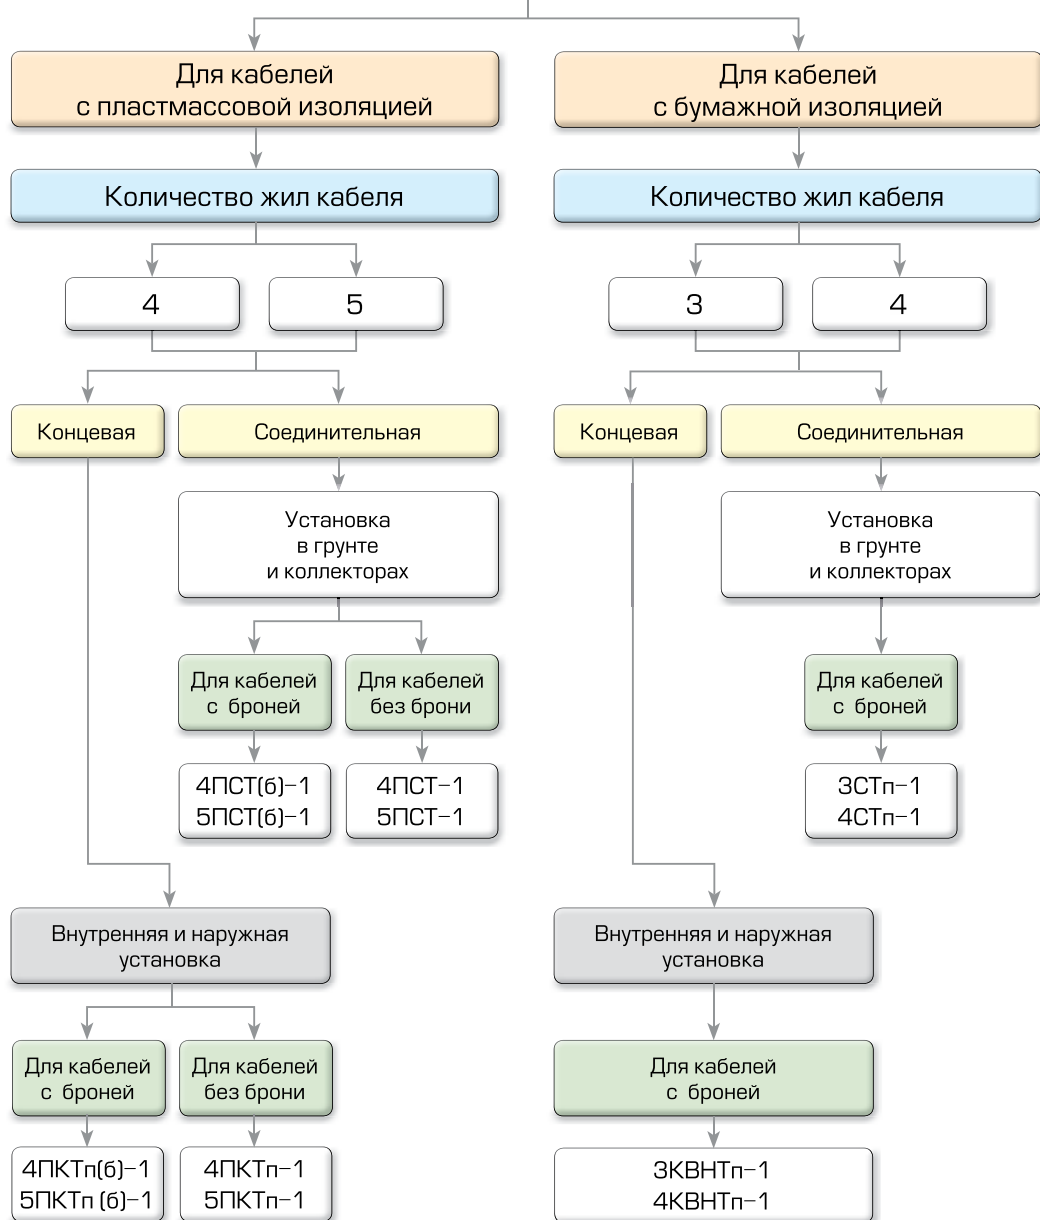 Для кабелей
с пластмассовой изоляцией
Для кабелей
с бумажной изоляцией
Количество жил кабеля
Количество жил кабеля
4
5
3
4
Концевая
Соединительная
Концевая
Соединительная
Установка
в грунте
и коллекторах
Установка
в грунте
и коллекторах
Для кабелей
с броней
Для кабелей
без брони
Для кабелей
с броней
4ПСТ(б)-1
5ПСТ(б)-1
4ПСТ-1
5ПСТ-1
3СТп-1
4СТп-1
Внутренняя и наружная
установка
Внутренняя и наружная
установка
Для кабелей
с броней
Для кабелей
без брони
Для кабелей
с броней
4ПКТп(б)-1
5ПКТп (б)-1
4ПКТп-1
5ПКТп-1
3КВНТп-1
4КВНТп-1